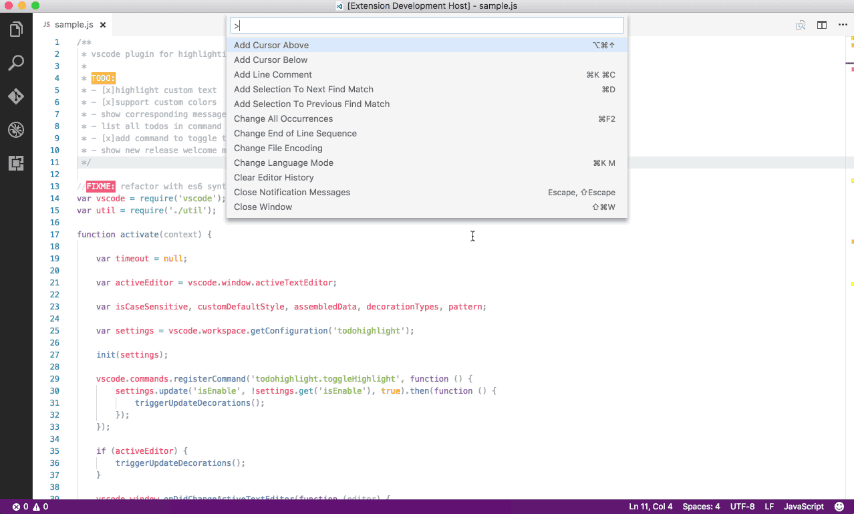 [Extension Development Host] - sample.js
JS sample.js ×
>
Add Cursor Above ⌥⌘↑
Add Cursor Below
Add Line Comment ⌘K ⌘C
Add Selection To Next Find Match ⌘D
Add Selection To Previous Find Match
Change All Occurrences ⌘F2
Change End of Line Sequence
Change File Encoding
Change Language Mode ⌘K M
Clear Editor History
Close Notification Messages Escape, ⇧Escape
Close Window ⇧⌘W
1 /**
2 * vscode plugin for highlighti
3 *
4 * TODO:
5 * - [x]highlight custom text
6 * - [x]support custom colors
7 * - show corresponding message
8 * - list all todos in command
9 * - [x]add command to toggle t
10 * - show new release welcome m
11 */
12
13 //FIXME: refactor with es6 synt
14 var vscode = require('vscode');
15 var util = require('./util');
16
17 function activate(context) {
18
19 var timeout = null;
20
21 var activeEditor = vscode.window.activeTextEditor;
22
23 var isCaseSensitive, customDefaultStyle, assembledData, decorationTypes, pattern;
24
25 var settings = vscode.workspace.getConfiguration('todohighlight');
26
27 init(settings);
28
29 vscode.commands.registerCommand('todohighlight.toggleHighlight', function () {
30 settings.update('isEnable', !settings.get('isEnable'), true).then(function () {
31 triggerUpdateDecorations();
32 });
33 });
34
35 if (activeEditor) {
36 triggerUpdateDecorations();
37 }
38
39 vscode.window.onDidChangeActiveTextEditor(function (editor) {
0 0 Ln 11, Col 4 Spaces: 4 UTF-8 LF JavaScript